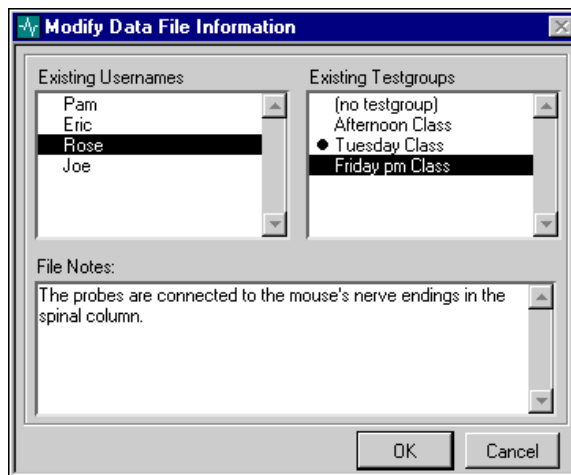 Modify Data File Information
Existing Usernames
Pam
Eric
Rose
Joe
Existing Testgroups
(no testgroup)
Afternoon Class
Tuesday Class
Friday pm Class
File Notes:
The probes are connected to the mouse's nerve endings in the
spinal column.
OK
Cancel